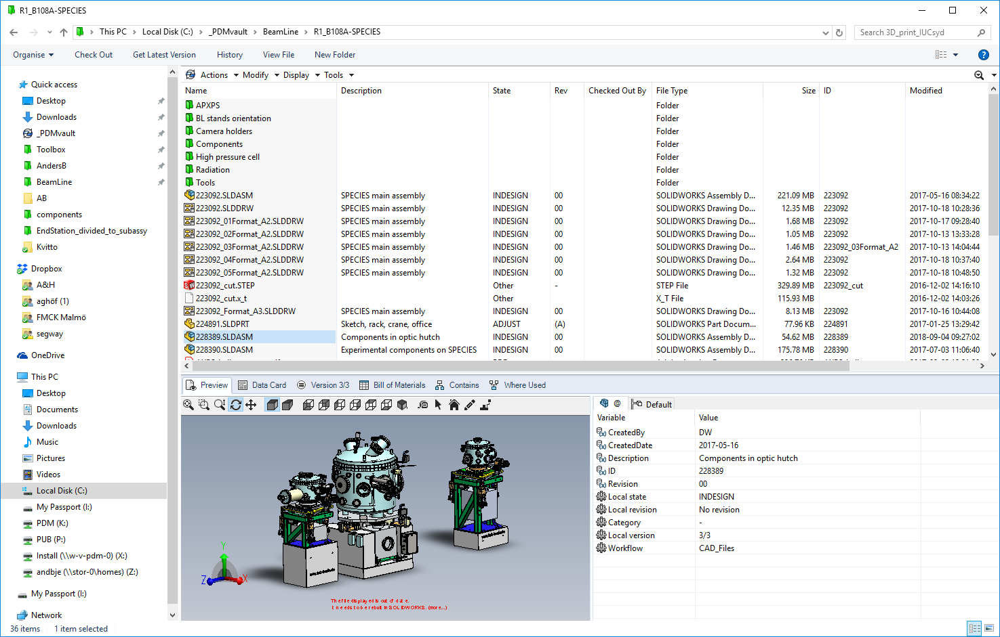 R1_B108A-SPECIES
This PC > Local Disk (C:) > _PDMvault > BeamLine > R1_B108A-SPECIES
Search 3D_print_IUCsyd
Organise Check Out Get Latest Version History View File New Folder
Quick access
Desktop
Downloads
_PDMvault
Toolbox
AndersB
BeamLine
AB
components
EndStation_divided_to_subassy
Kvitto
Dropbox
A&H
aghöf (1)
FMCK Malmö
segway
OneDrive
This PC
Desktop
Documents
Downloads
Music
Pictures
Videos
Local Disk (C:)
My Passport (I:)
PDM (K:)
PUB (P:)
Install (\\w-v-pdm-0) (X:)
andbje (\\stor-0\homes) (Z:)
My Passport (I:)
Network
Actions Modify Display Tools
Name Description State Rev Checked Out By File Type Size ID Modified
APXPS Folder
BL stands orientation Folder
Camera holders Folder
Components Folder
High pressure cell Folder
Radiation Folder
Tools Folder
223092.SLDASM SPECIES main assembly INDESIGN 00 SOLIDWORKS Assembly D... 221.09 MB 223092 2017-05-16 08:34:22
223092.SLDDRW SPECIES main assembly INDESIGN 00 SOLIDWORKS Drawing Do... 12.35 MB 223092 2017-10-18 10:28:36
223092_01Format_A2.SLDDRW SPECIES main assembly INDESIGN 00 SOLIDWORKS Drawing Do... 1.68 MB 223092 2017-10-17 09:28:40
223092_02Format_A2.SLDDRW SPECIES main assembly INDESIGN 00 SOLIDWORKS Drawing Do... 1.05 MB 223092 2017-10-13 13:33:28
223092_03Format_A2.SLDDRW SPECIES main assembly INDESIGN 00 SOLIDWORKS Drawing Do... 1.46 MB 223092_03Format_A2 2017-10-13 14:04:44
223092_04Format_A2.SLDDRW SPECIES main assembly INDESIGN 00 SOLIDWORKS Drawing Do... 2.64 MB 223092 2017-10-18 10:37:40
223092_05Format_A2.SLDDRW SPECIES main assembly INDESIGN 00 SOLIDWORKS Drawing Do... 1.32 MB 223092 2017-10-18 10:48:50
223092_cut.STEP Other - STEP File 329.89 MB 223092_cut 2016-12-02 14:16:10
223092_cut.x_t Other X_T File 115.93 MB 2016-12-02 14:03:26
223092_Format_A3.SLDDRW SPECIES main assembly INDESIGN 00 SOLIDWORKS Drawing Do... 8.13 MB 223092 2017-10-16 10:44:08
224891.SLDPRT Sketch, rack, crane, office ADJUST (A) SOLIDWORKS Part Docum... 77.96 KB 224891 2017-01-25 13:29:42
228389.SLDASM Components in optic hutch INDESIGN 00 SOLIDWORKS Assembly D... 54.62 MB 228389 2018-09-04 09:27:02
228390.SLDASM Experimental components on SPECIES INDESIGN 00 SOLIDWORKS Assembly D... 175.78 MB 228390 2017-07-03 11:06:40
Preview Data Card Version 3/3 Bill of Materials Contains Where Used
@ Default
Variable Value
CreatedBy DW
CreatedDate 2017-05-16
Description Components in optic hutch
ID 228389
Revision 00
Local state INDESIGN
Local revision No revision
Category -
Local version 3/3
Workflow CAD_Files
Y
Z X
The file displayed is out of date.
It needs to be rebuilt in SOLIDWORKS. (more...)
36 items 1 item selected